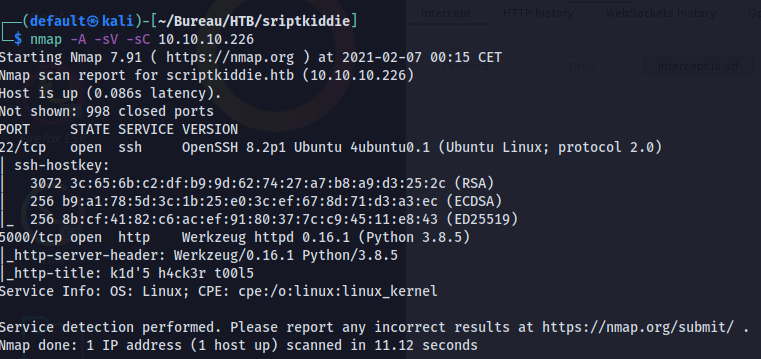 Intercept HTTP history WebSockets history
Intercept is off
┌──(default㉿kali)-[~/Bureau/HTB/sriptkiddie]
└─$ nmap -A -sV -sC 10.10.10.226
Starting Nmap 7.91 ( https://nmap.org ) at 2021-02-07 00:15 CET
Nmap scan report for scriptkiddie.htb (10.10.10.226)
Host is up (0.086s latency).
Not shown: 998 closed ports
PORT     STATE SERVICE VERSION
22/tcp   open  ssh     OpenSSH 8.2p1 Ubuntu 4ubuntu0.1 (Ubuntu Linux; protocol 2.0)
| ssh-hostkey:
|   3072 3c:65:6b:c2:df:b9:9d:62:74:27:a7:b8:a9:d3:25:2c (RSA)
|   256 b9:a1:78:5d:3c:1b:25:e0:3c:ef:67:8d:71:d3:a3:ec (ECDSA)
|_  256 8b:cf:41:82:c6:ac:ef:91:80:37:7c:c9:45:11:e8:43 (ED25519)
5000/tcp open  http    Werkzeug httpd 0.16.1 (Python 3.8.5)
|_http-server-header: Werkzeug/0.16.1 Python/3.8.5
|_http-title: k1d'5 h4ck3r t00l5
Service Info: OS: Linux; CPE: cpe:/o:linux:linux_kernel
Service detection performed. Please report any incorrect results at https://nmap.org/submit/ .
Nmap done: 1 IP address (1 host up) scanned in 11.12 seconds